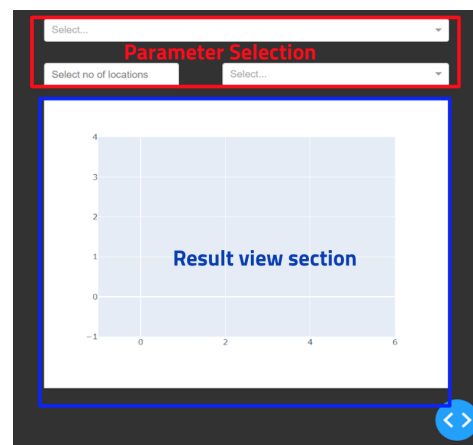 Select...
Parameter Selection
Select no of locations
Select...
4
3
2
Result view section
1
0
−1
0
2
4
6